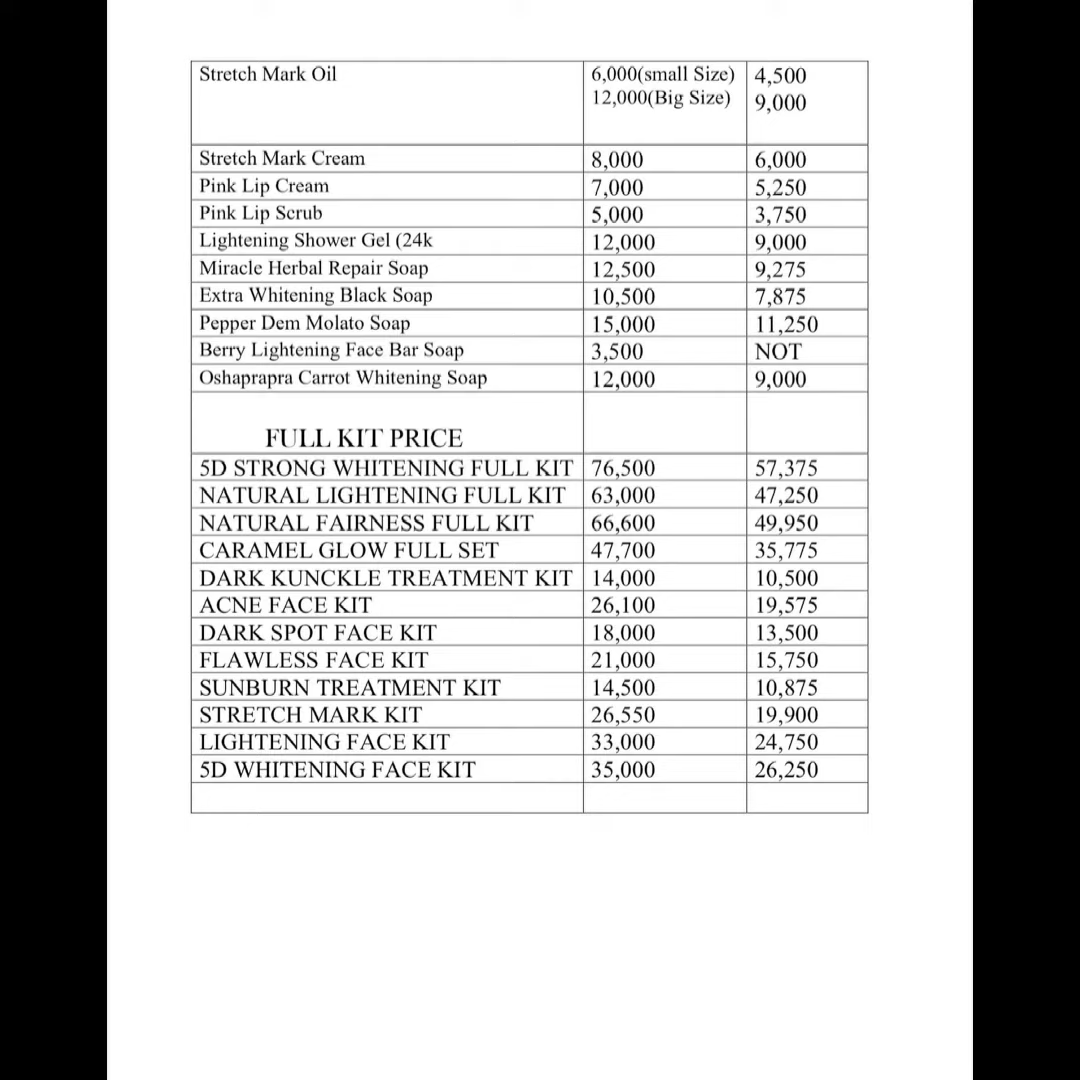 Stretch Mark Oil 6,000(small Size) 4,500
12,000(Big Size) 9,000
Stretch Mark Cream 8,000 6,000
Pink Lip Cream 7,000 5,250
Pink Lip Scrub 5,000 3,750
Lightening Shower Gel (24k 12,000 9,000
Miracle Herbal Repair Soap 12,500 9,275
Extra Whitening Black Soap 10,500 7,875
Pepper Dem Molato Soap 15,000 11,250
Berry Lightening Face Bar Soap 3,500 NOT
Oshaprapra Carrot Whitening Soap 12,000 9,000
FULL KIT PRICE
5D STRONG WHITENING FULL KIT 76,500 57,375
NATURAL LIGHTENING FULL KIT 63,000 47,250
NATURAL FAIRNESS FULL KIT 66,600 49,950
CARAMEL GLOW FULL SET 47,700 35,775
DARK KUNCKLE TREATMENT KIT 14,000 10,500
ACNE FACE KIT 26,100 19,575
DARK SPOT FACE KIT 18,000 13,500
FLAWLESS FACE KIT 21,000 15,750
SUNBURN TREATMENT KIT 14,500 10,875
STRETCH MARK KIT 26,550 19,900
LIGHTENING FACE KIT 33,000 24,750
5D WHITENING FACE KIT 35,000 26,250